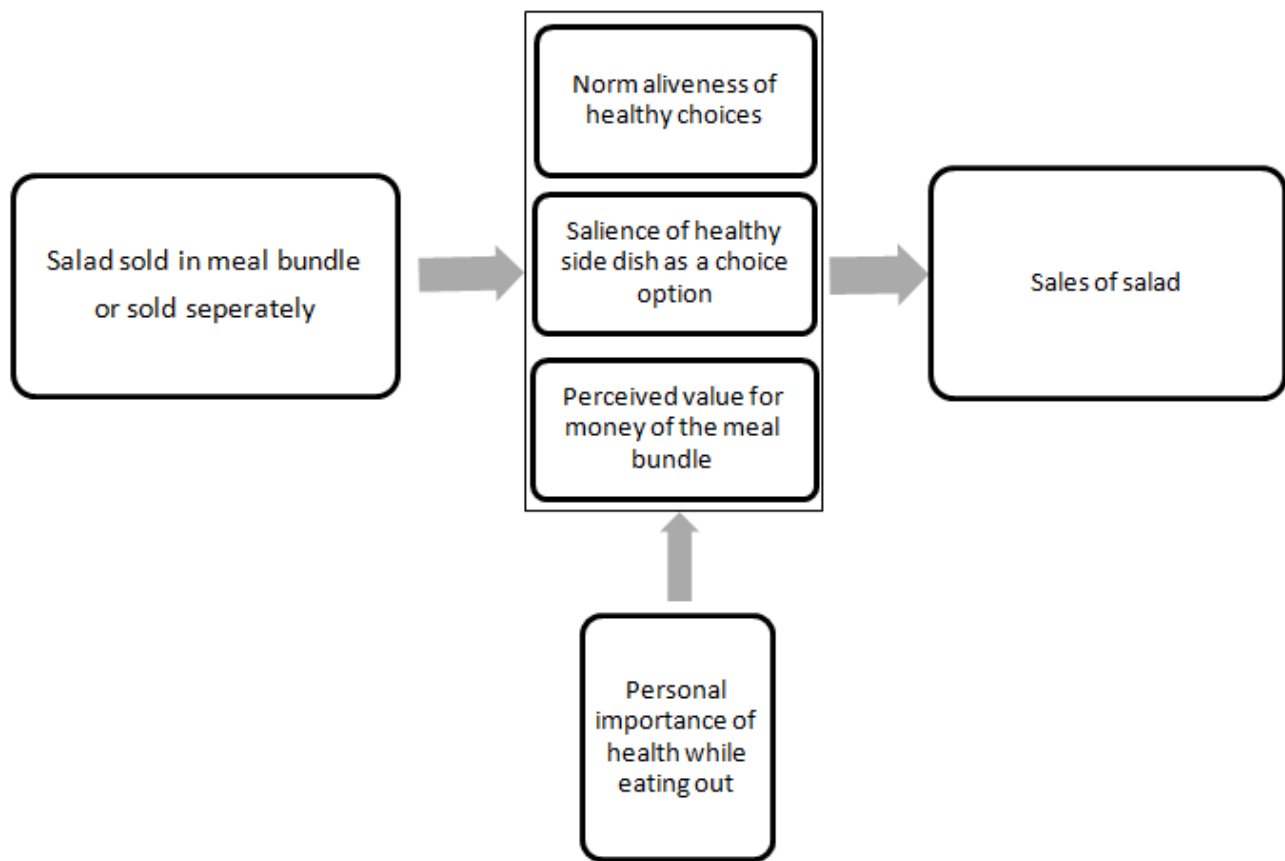 Norm aliveness of
healthy choices
Salad sold in meal bundle
or sold seperately
Salience of healthy
side dish as a choice
option
Sales of salad
Perceived value for
money of the meal
bundle
Personal
importance of
health while
eating out